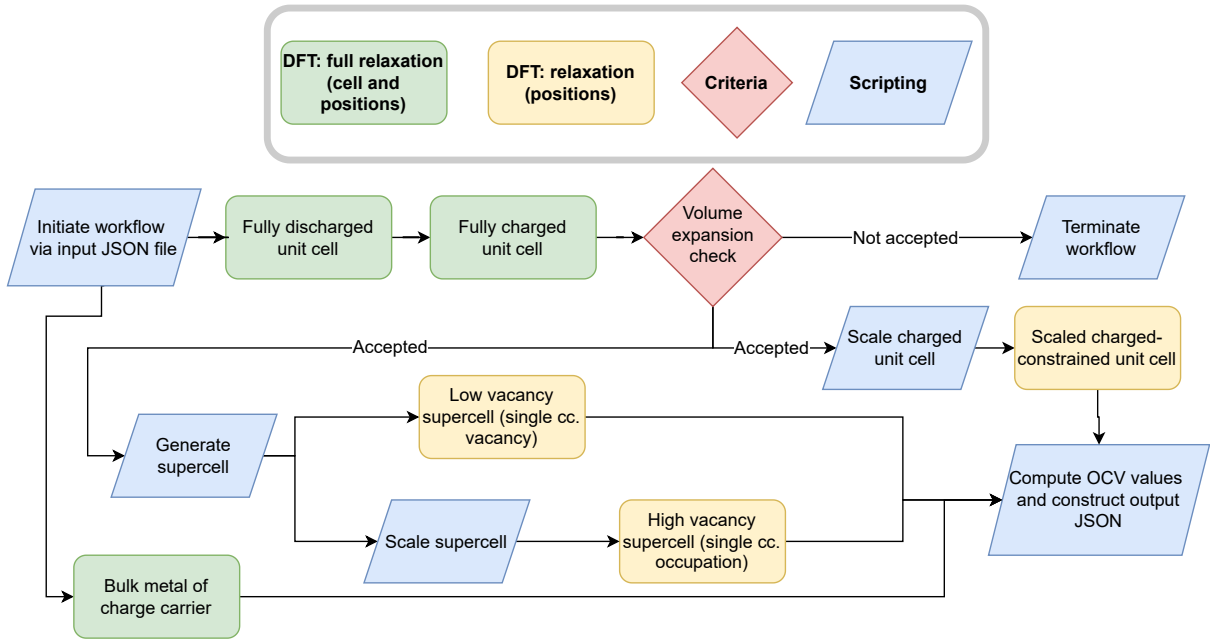 DFT: full relaxation
(cell and
positions)
DFT: relaxation
(positions)
Criteria
Scripting
Initiate workflow
via input JSON file
Fully discharged
unit cell
Fully charged
unit cell
Volume
expansion
check
Not accepted
Terminate
workflow
Accepted
Accepted
Scale charged
unit cell
Scaled charged-
constrained unit cell
Low vacancy
supercell (single cc.
vacancy)
Generate
supercell
Compute OCV values
and construct output
JSON
Scale supercell
High vacancy
supercell (single cc.
occupation)
Bulk metal of
charge carrier